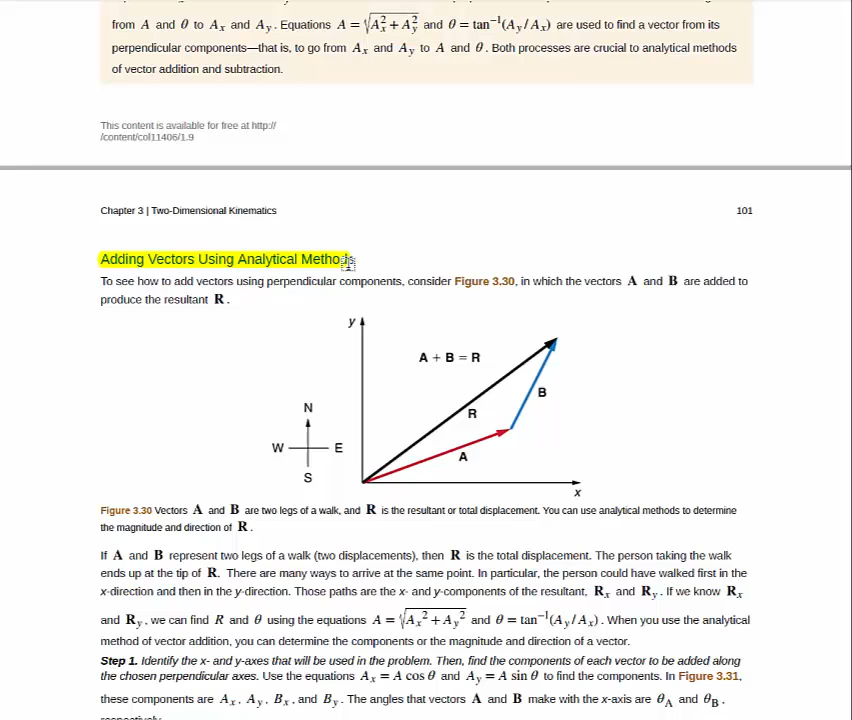 from A and θ to Aₓ and Aᵧ. Equations A = √(Aₓ² + Aᵧ²) and θ = tan⁻¹(Aᵧ / Aₓ) are used to find a vector from its
perpendicular components—that is, to go from Aₓ and Aᵧ to A and θ. Both processes are crucial to analytical methods
of vector addition and subtraction.
This content is available for free at http://
/content/col11406/1.9
Chapter 3 | Two-Dimensional Kinematics 101
Adding Vectors Using Analytical Methods
To see how to add vectors using perpendicular components, consider Figure 3.30, in which the vectors A and B are added to
produce the resultant R.
y
A + B = R
N
B
R
W E
A
S
x
Figure 3.30 Vectors A and B are two legs of a walk, and R is the resultant or total displacement. You can use analytical methods to determine
the magnitude and direction of R.
If A and B represent two legs of a walk (two displacements), then R is the total displacement. The person taking the walk
ends up at the tip of R. There are many ways to arrive at the same point. In particular, the person could have walked first in the
x-direction and then in the y-direction. Those paths are the x- and y-components of the resultant, Rₓ and Rᵧ. If we know Rₓ
and Rᵧ, we can find R and θ using the equations A = √(Aₓ² + Aᵧ²) and θ = tan⁻¹(Aᵧ / Aₓ). When you use the analytical
method of vector addition, you can determine the components or the magnitude and direction of a vector.
Step 1. Identify the x- and y-axes that will be used in the problem. Then, find the components of each vector to be added along
the chosen perpendicular axes. Use the equations Aₓ = A cos θ and Aᵧ = A sin θ to find the components. In Figure 3.31,
these components are Aₓ, Aᵧ, Bₓ, and Bᵧ. The angles that vectors A and B make with the x-axis are θ_A and θ_B,
respectively